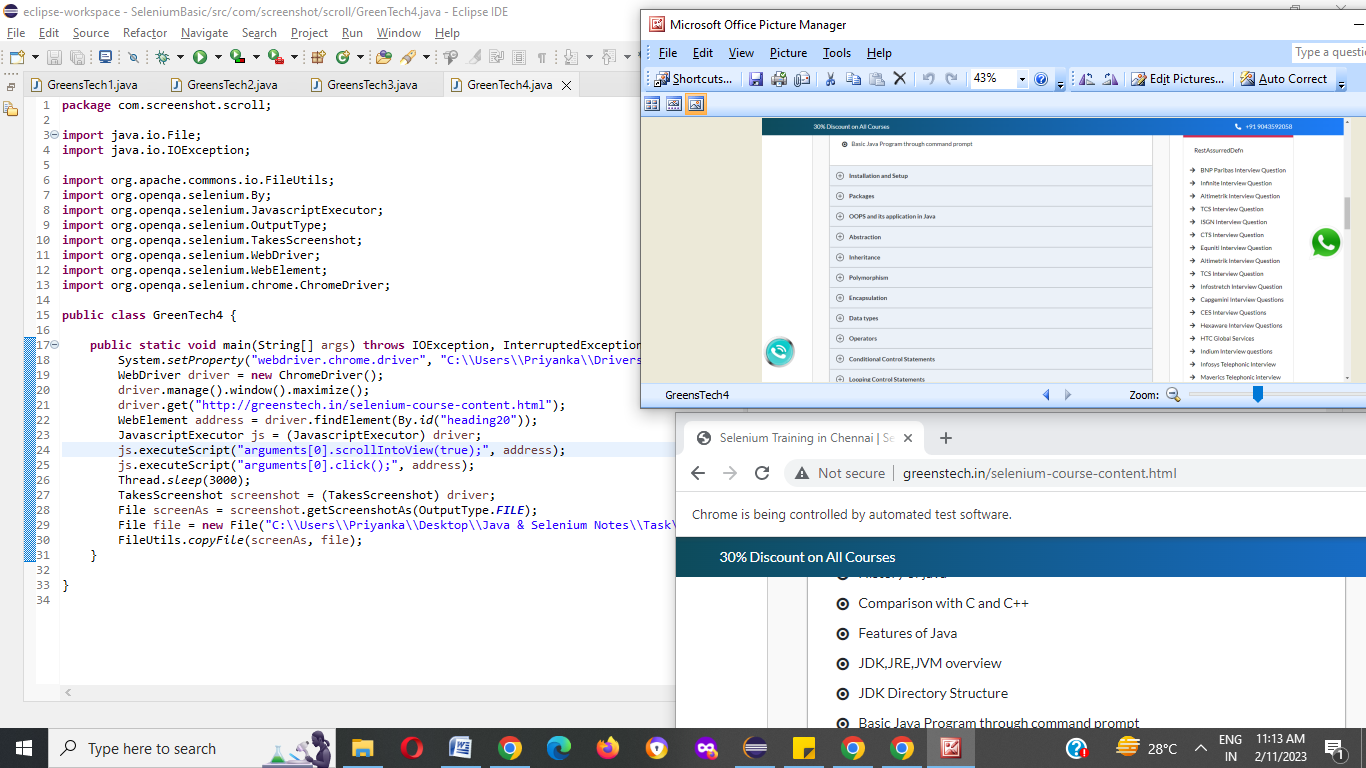 eclipse-workspace - SeleniumBasic/src/com/screenshot/scroll/GreenTech4.java - Eclipse IDE
File Edit Source Refactor Navigate Search Project Run Window Help
GreensTech1.java GreensTech2.java GreensTech3.java GreenTech4.java
1 package com.screenshot.scroll;
2
3 import java.io.File;
4 import java.io.IOException;
5
6 import org.apache.commons.io.FileUtils;
7 import org.openqa.selenium.By;
8 import org.openqa.selenium.JavascriptExecutor;
9 import org.openqa.selenium.OutputType;
10 import org.openqa.selenium.TakesScreenshot;
11 import org.openqa.selenium.WebDriver;
12 import org.openqa.selenium.WebElement;
13 import org.openqa.selenium.chrome.ChromeDriver;
14
15 public class GreenTech4 {
16
17 public static void main(String[] args) throws IOException, InterruptedException
18 System.setProperty("webdriver.chrome.driver", "C:\\Users\\Priyanka\\Drivers
19 WebDriver driver = new ChromeDriver();
20 driver.manage().window().maximize();
21 driver.get("http://greenstech.in/selenium-course-content.html");
22 WebElement address = driver.findElement(By.id("heading20"));
23 JavascriptExecutor js = (JavascriptExecutor) driver;
24 js.executeScript("arguments[0].scrollIntoView(true);", address);
25 js.executeScript("arguments[0].click();", address);
26 Thread.sleep(3000);
27 TakesScreenshot screenshot = (TakesScreenshot) driver;
28 File screenAs = screenshot.getScreenshotAs(OutputType.FILE);
29 File file = new File("C:\\Users\\Priyanka\\Desktop\\Java & Selenium Notes\\Task\
30 FileUtils.copyFile(screenAs, file);
31 }
32
33 }
34
Microsoft Office Picture Manager
File Edit View Picture Tools Help
Type a questi
Shortcuts... 43% Edit Pictures... Auto Correct
30% Discount on All Courses
+91 9043592058
Basic Java Program through command prompt
Installation and Setup
Packages
OOPS and its application in Java
Abstraction
Inheritance
Polymorphism
Encapsulation
Data types
Operators
Conditional Control Statements
Looping Control Statements
RestAssurredDefn
BNP Paribas Interview Question
Infinite Interview Question
Altimetrik Interview Question
TCS Interview Question
ISGN Interview Question
CTS Interview Question
Equniti Interview Question
Altimetrik Interview Question
TCS Interview Question
Infostretch Interview Question
Capgemini Interview Questions
CES Interview Questions
Hexaware Interview Questions
HTC Global Services
Indium Interview questions
Infosys Telephonic Interview
Maverics Telephonic Interview
GreensTech4
Zoom:
Selenium Training in Chennai | Se
Not secure | greenstech.in/selenium-course-content.html
Chrome is being controlled by automated test software.
30% Discount on All Courses
History of Java
Comparison with C and C++
Features of Java
JDK,JRE,JVM overview
JDK Directory Structure
Basic Java Program through command prompt
Type here to search
28°C
ENG
IN
11:13 AM
2/11/2023
1